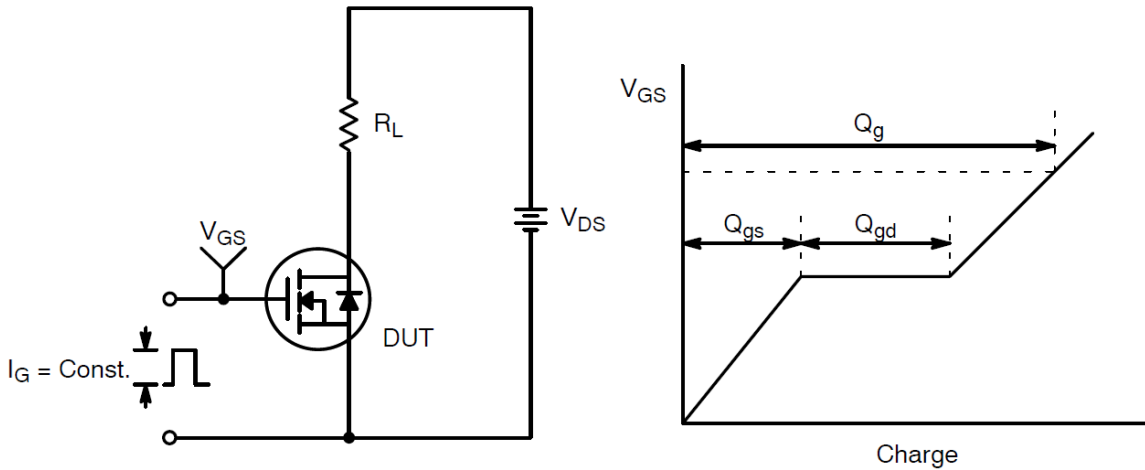 R_L
V_GS
V_DS
DUT
I_G = Const.
V_GS
Q_g
Q_gs
Q_gd
Charge